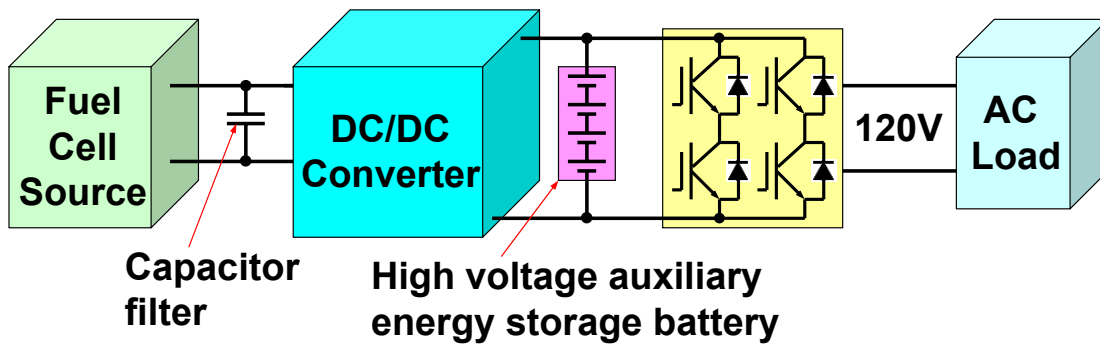 Fuel
Cell
Source
DC/DC
Converter
120V
AC
Load
Capacitor
filter
High voltage auxiliary
energy storage battery